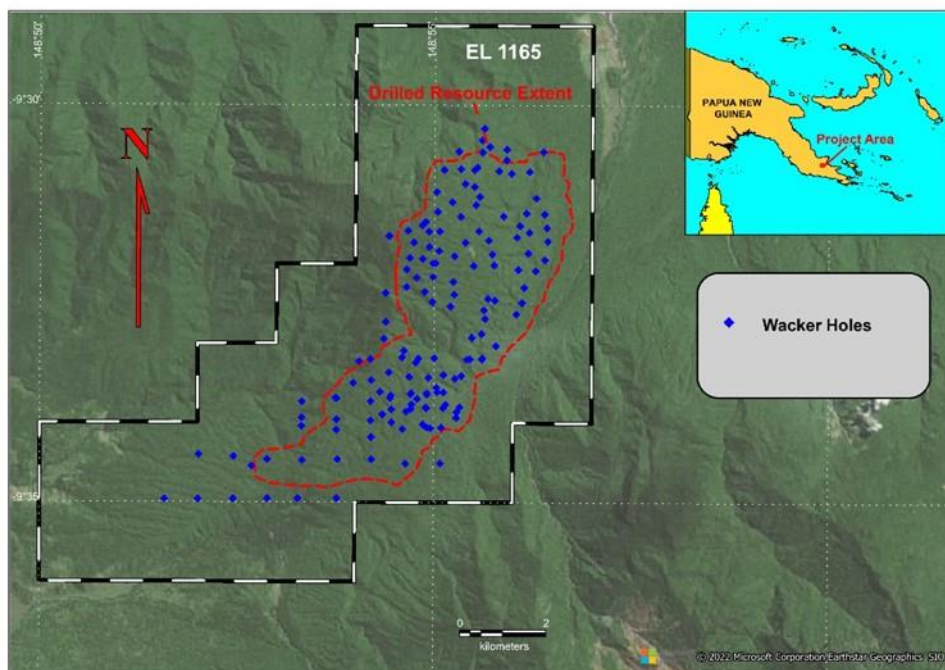 148°50'
148°55'
EL 1165
-9°30'
Drilled Resource Extent
N
PAPUA NEW
GUINEA
Project Area
Wacker Holes
-9°35'
0 2
kilometers
© 2022 Microsoft Corporation Earthstar Geographics SIO